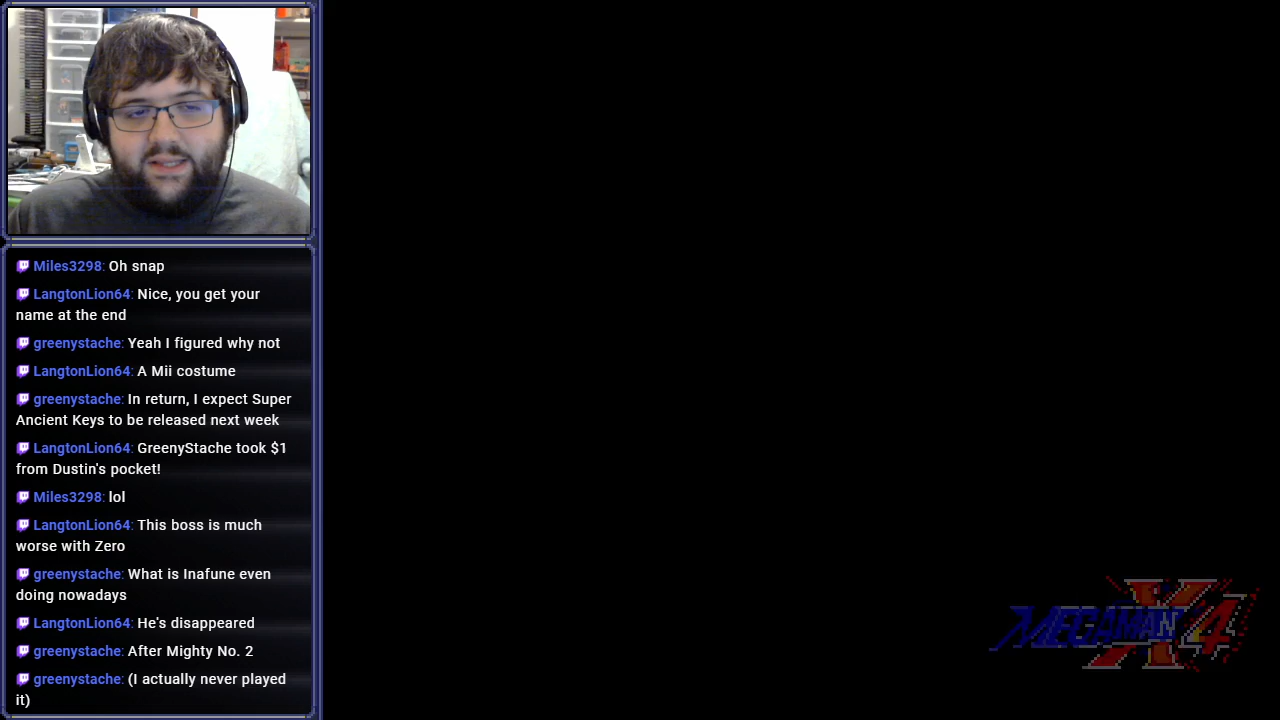 Miles3298: Oh snap
LangtonLion64: Nice, you get your
name at the end
greenystache: Yeah I figured why not
LangtonLion64: A Mii costume
greenystache: In return, I expect Super
Ancient Keys to be released next week
LangtonLion64: GreenyStache took $1
from Dustin's pocket!
Miles3298: lol
LangtonLion64: This boss is much
worse with Zero
greenystache: What is Inafune even
doing nowadays
LangtonLion64: He's disappeared
greenystache: After Mighty No. 2
greenystache: (I actually never played
it)
MEGAMAN X4